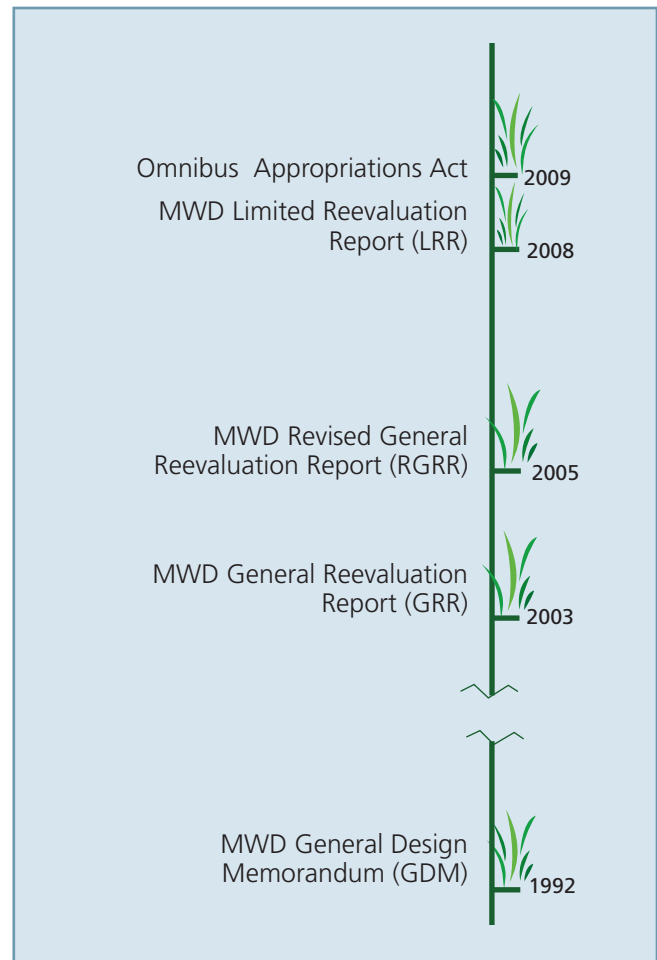 Omnibus Appropriations Act
2009
MWD Limited Reevaluation
Report (LRR)
2008
MWD Revised General
Reevaluation Report (RGRR)
2005
MWD General Reevaluation
Report (GRR)
2003
MWD General Design
Memorandum (GDM)
1992